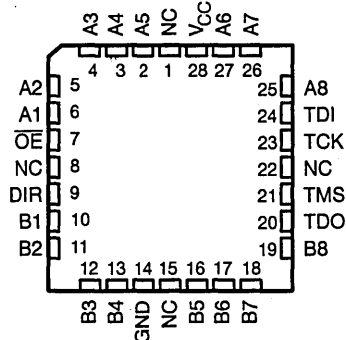 A3 A4 A5 NC VCC A6 A7
4 3 2 1 28 27 26
A2 5 25 A8
A1 6 24 TDI
OE 7 23 TCK
NC 8 22 NC
DIR 9 21 TMS
B1 10 20 TDO
B2 11 19 B8
12 13 14 15 16 17 18
B3 B4 GND NC B5 B6 B7